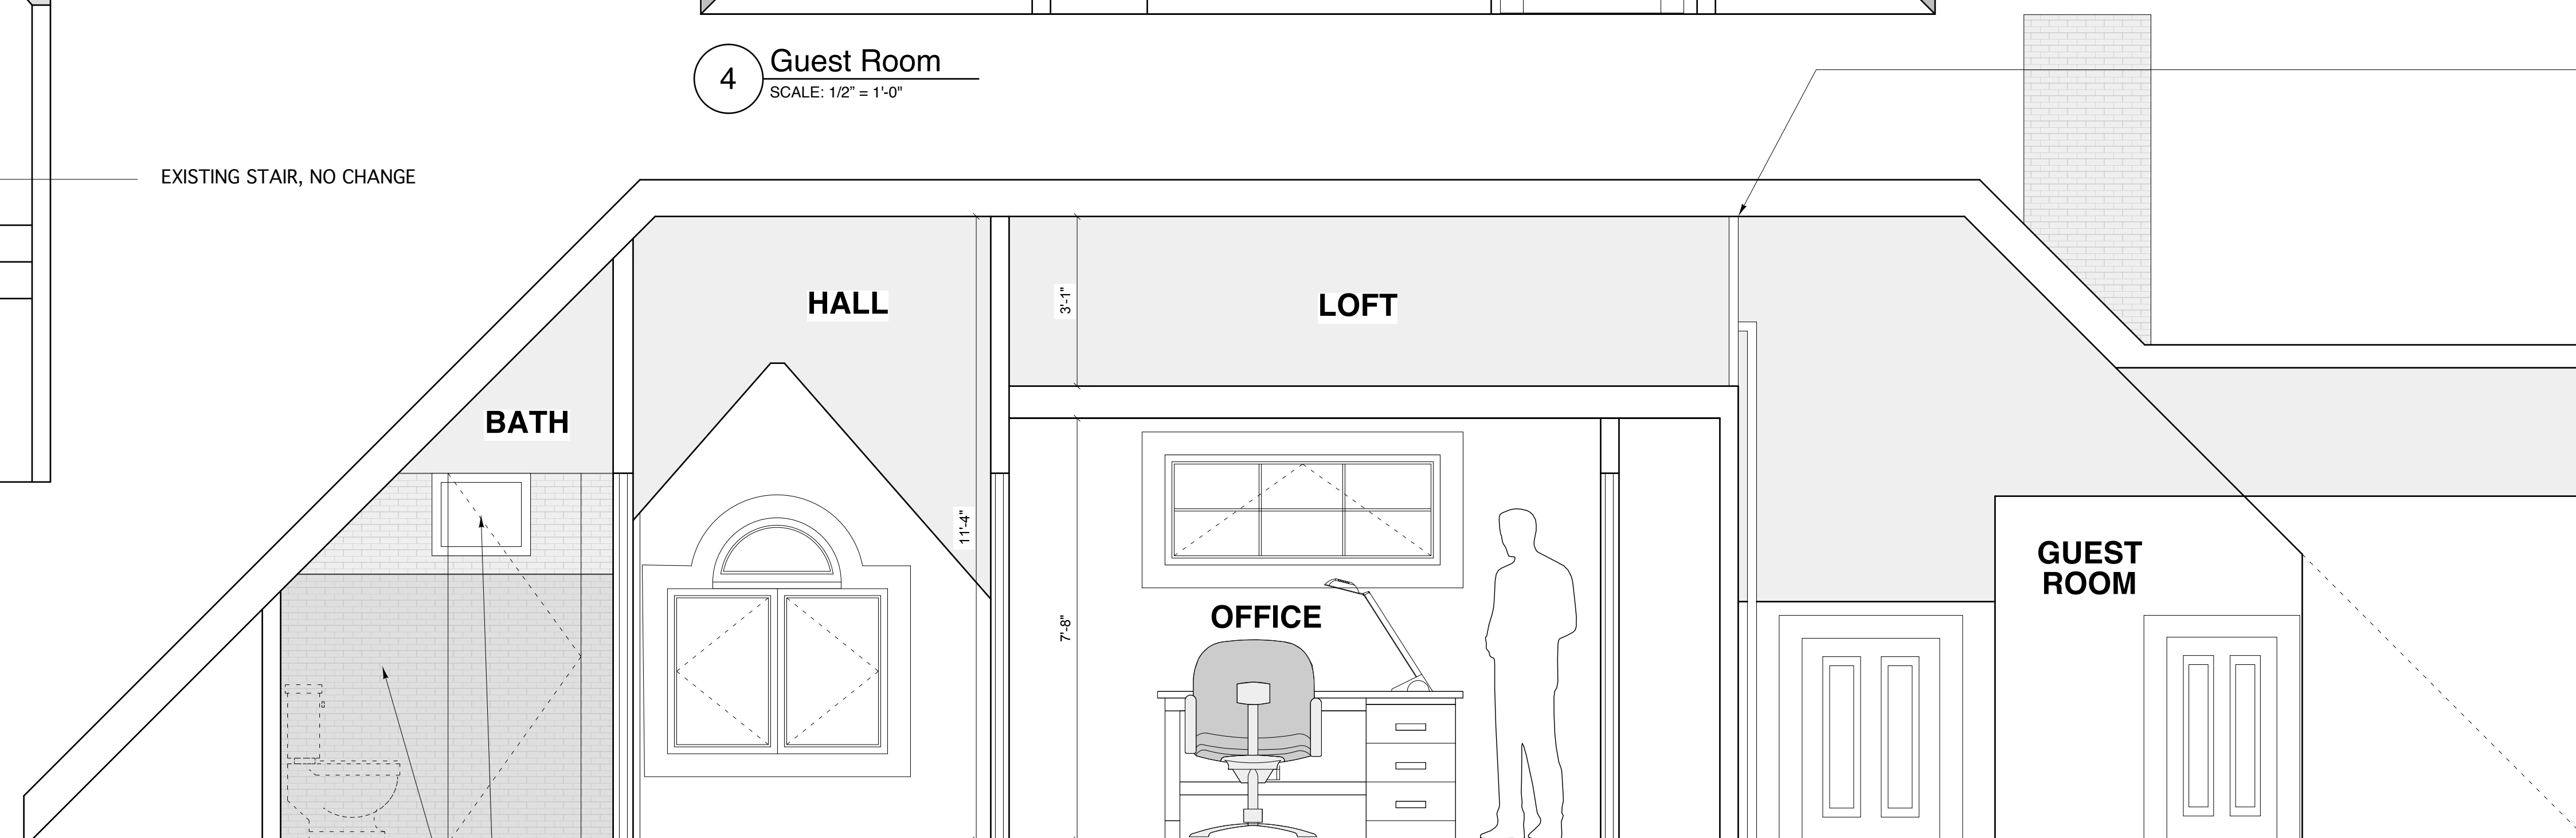 4
Guest Room
SCALE: 1/2” = 1'-0"
EXISTING STAIR, NO CHANGE
HALL
3'-1"
LOFT
BATH
11'-4"
GUEST
ROOM
OFFICE
7'-8"